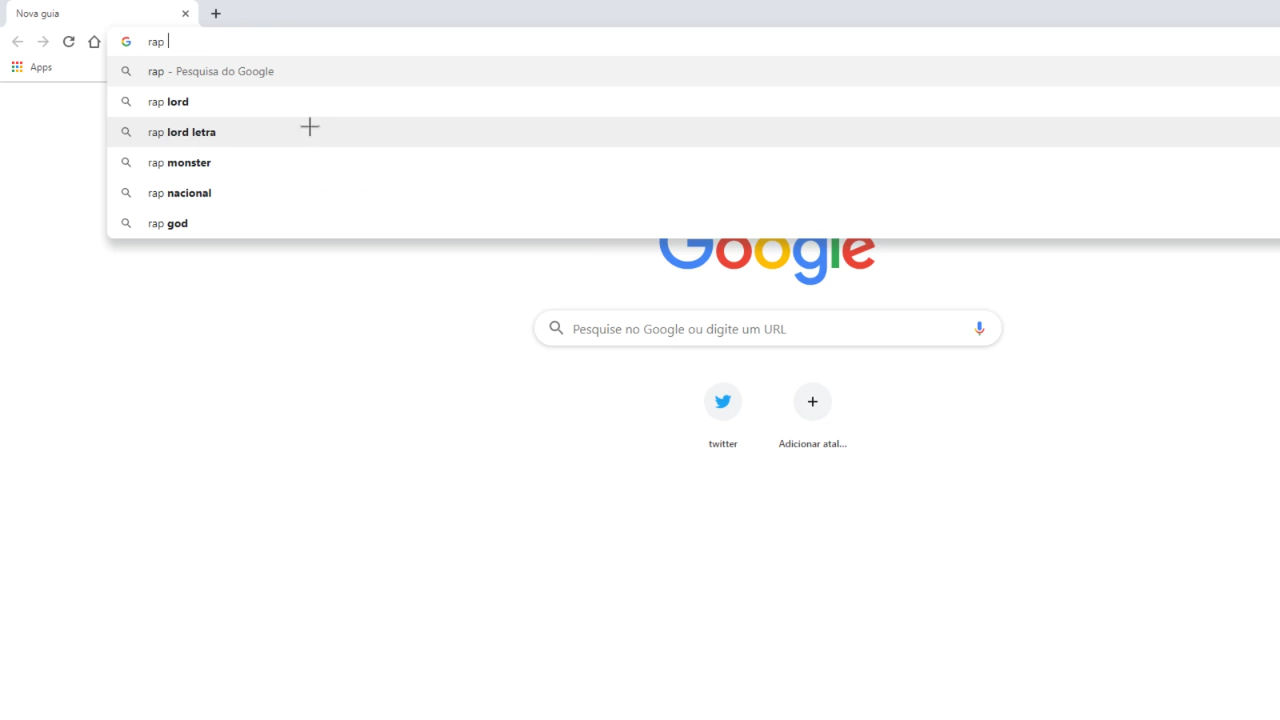 Nova guia
rap
Apps
rap - Pesquisa do Google
rap lord
rap lord letra
rap monster
rap nacional
rap god
Google
Pesquise no Google ou digite um URL
twitter
Adicionar atal...